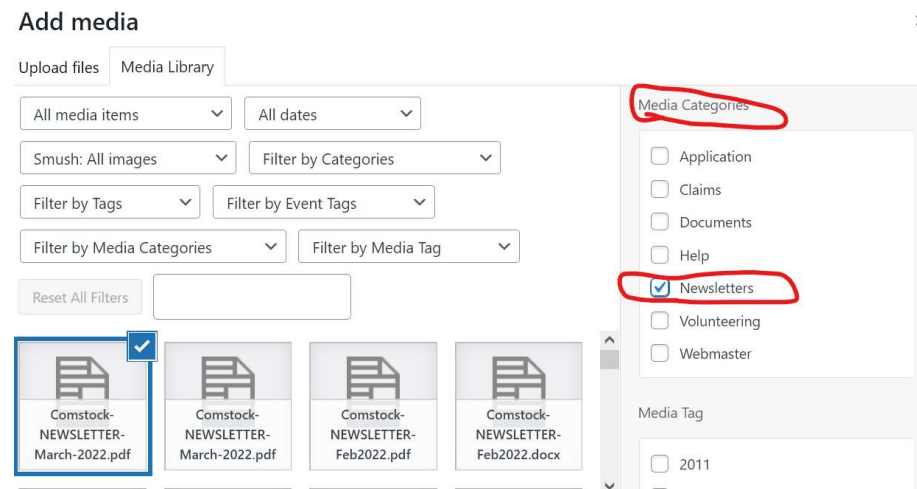 Add media
Upload files Media Library
All media items All dates
Smush: All images Filter by Categories
Filter by Tags Filter by Event Tags
Filter by Media Categories Filter by Media Tag
Reset All Filters
Comstock-
NEWSLETTER-
March-2022.pdf
Comstock-
NEWSLETTER-
March-2022.pdf
Comstock-
NEWSLETTER-
Feb2022.pdf
Comstock-
NEWSLETTER-
Feb2022.docx
Media Categories
Application
Claims
Documents
Help
Newsletters
Volunteering
Webmaster
Media Tag
2011